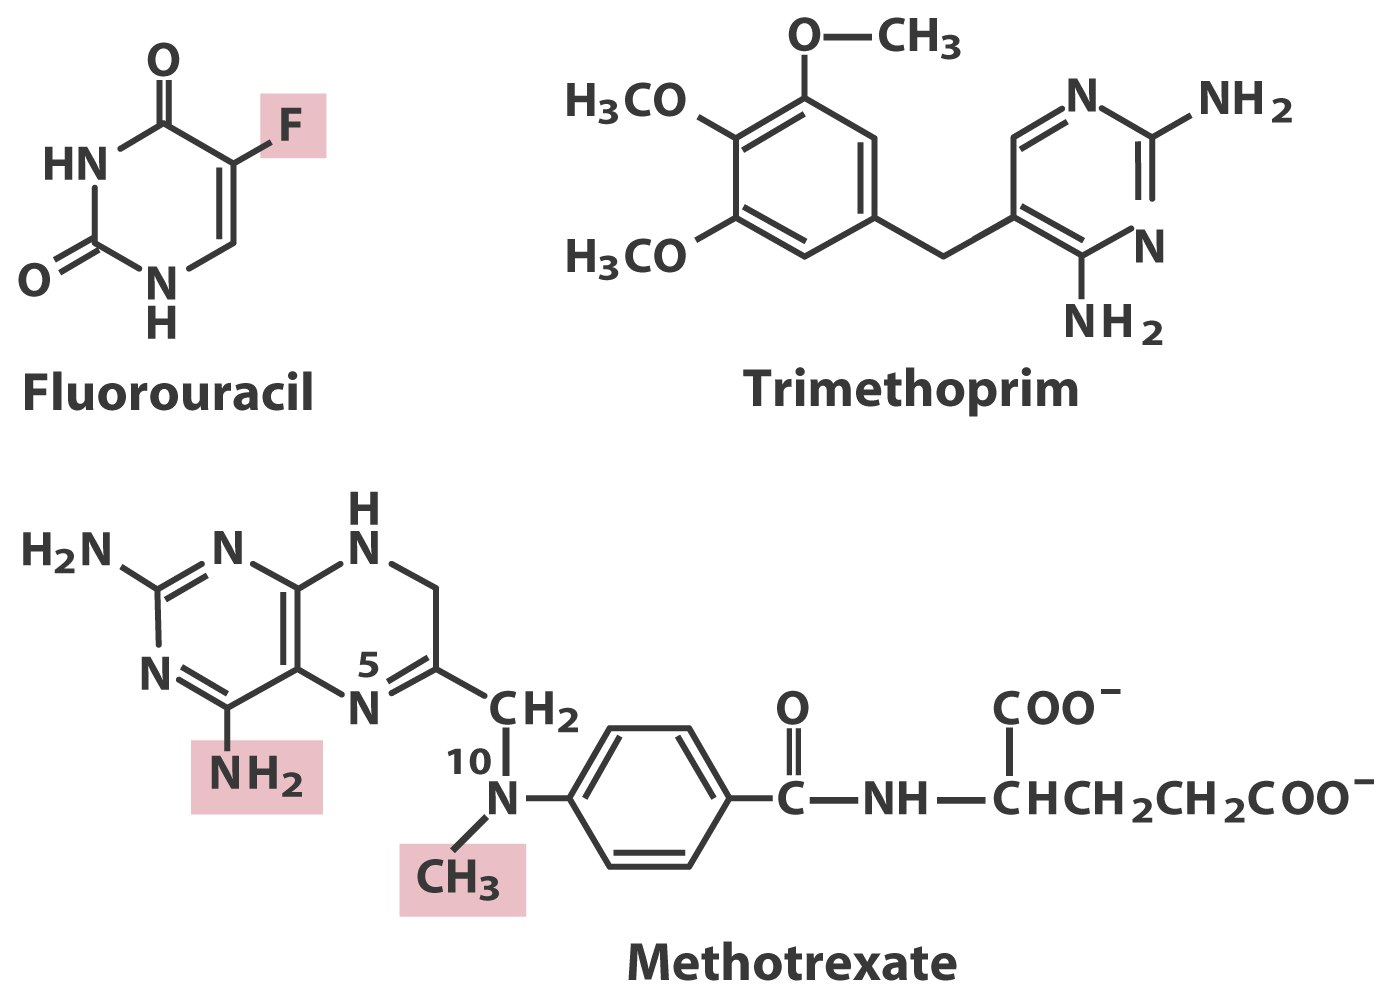 O
F
HN
O
N
H
Fluorouracil
O—CH₃
H₃CO
N
NH₂
H₃CO
N
NH₂
Trimethoprim
H
H₂N
N
N
5
N
N
CH₂
NH₂
10
N
CH₃
O
COO⁻
C—NH—CHCH₂CH₂COO⁻
Methotrexate